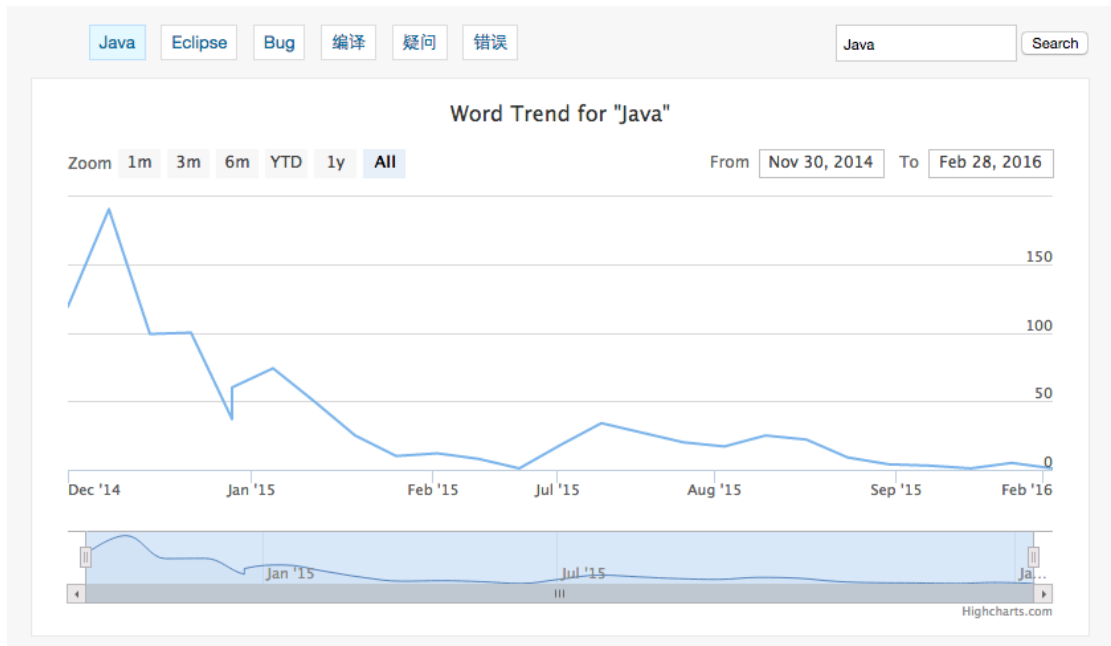 Java Eclipse Bug 编译 疑问 错误 Java Search
Word Trend for "Java"
Zoom 1m 3m 6m YTD 1y All From Nov 30, 2014 To Feb 28, 2016
150
100
50
0
Dec '14 Jan '15 Feb '15 Jul '15 Aug '15 Sep '15 Feb '16
Jan '15 Jul '15 Ja...
Highcharts.com